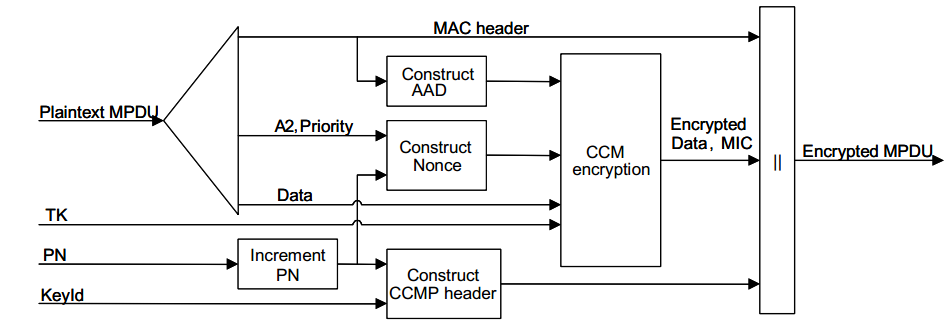 MAC header
Construct
AAD
Plaintext MPDU
A2, Priority
Construct
Nonce
CCM
encryption
Encrypted
Data, MIC
||
Encrypted MPDU
Data
TK
PN
Increment
PN
Construct
CCMP header
KeyId